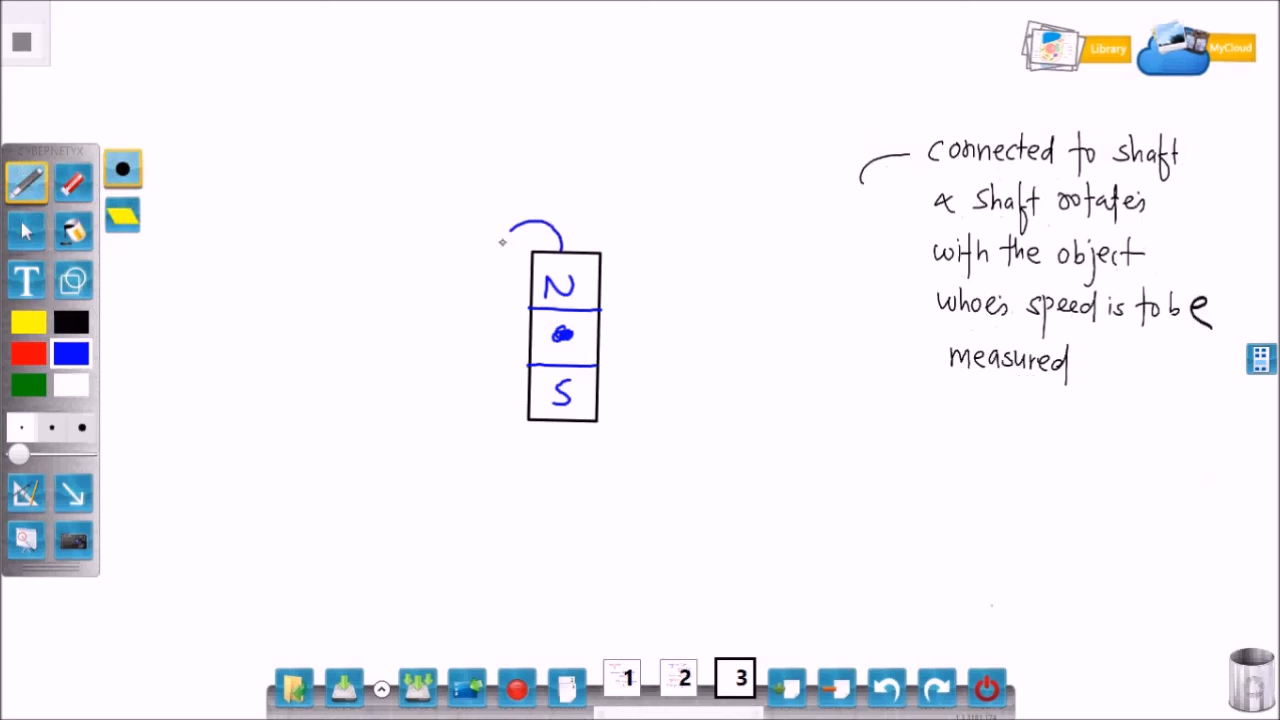 Library
MyCloud
CYBERNETYX
connected to shaft
& shaft rotates
with the object
whoes speed is to be
measured
N
S
T
1
2
3